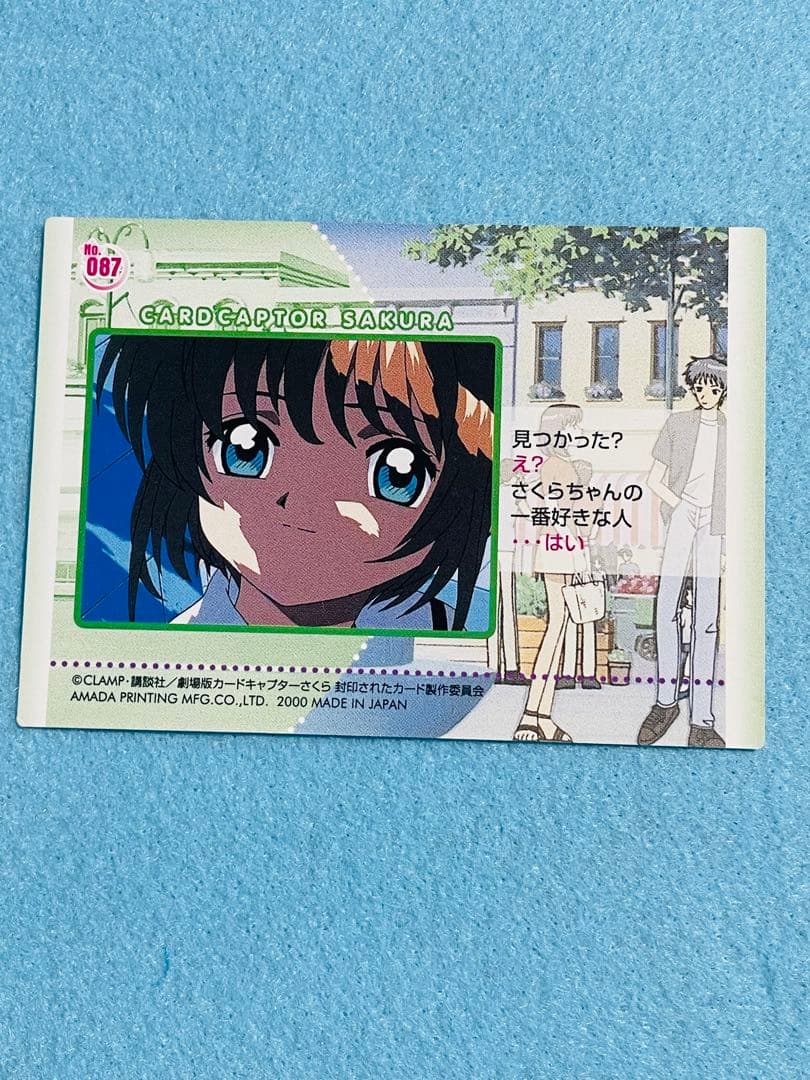 No.
087
CARDCAPTOR SAKURA
見つかった?
え?
さくらちゃんの
一番好きな人
・・・はい
©CLAMP・講談社／劇場版カードキャプターさくら 封印されたカード製作委員会
AMADA PRINTING MFG.CO.,LTD. 2000 MADE IN JAPAN